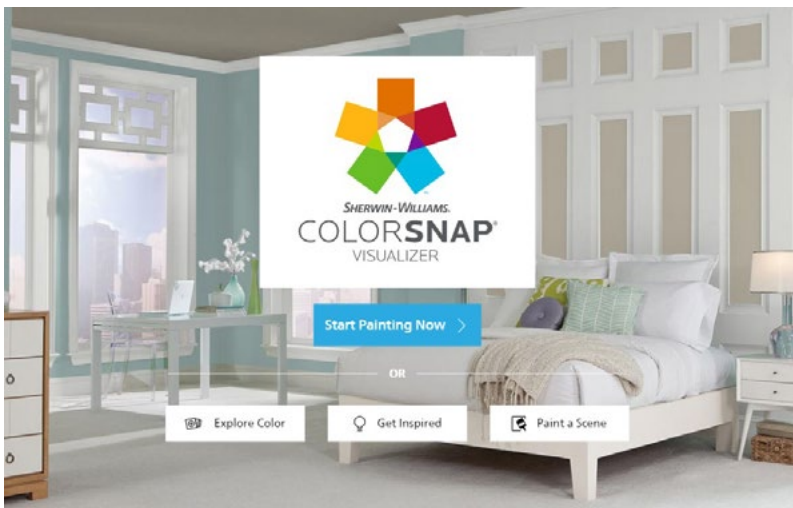 SHERWIN-WILLIAMS.
COLORSNAP®
VISUALIZER
Start Painting Now
OR
Explore Color
Get Inspired
Paint a Scene